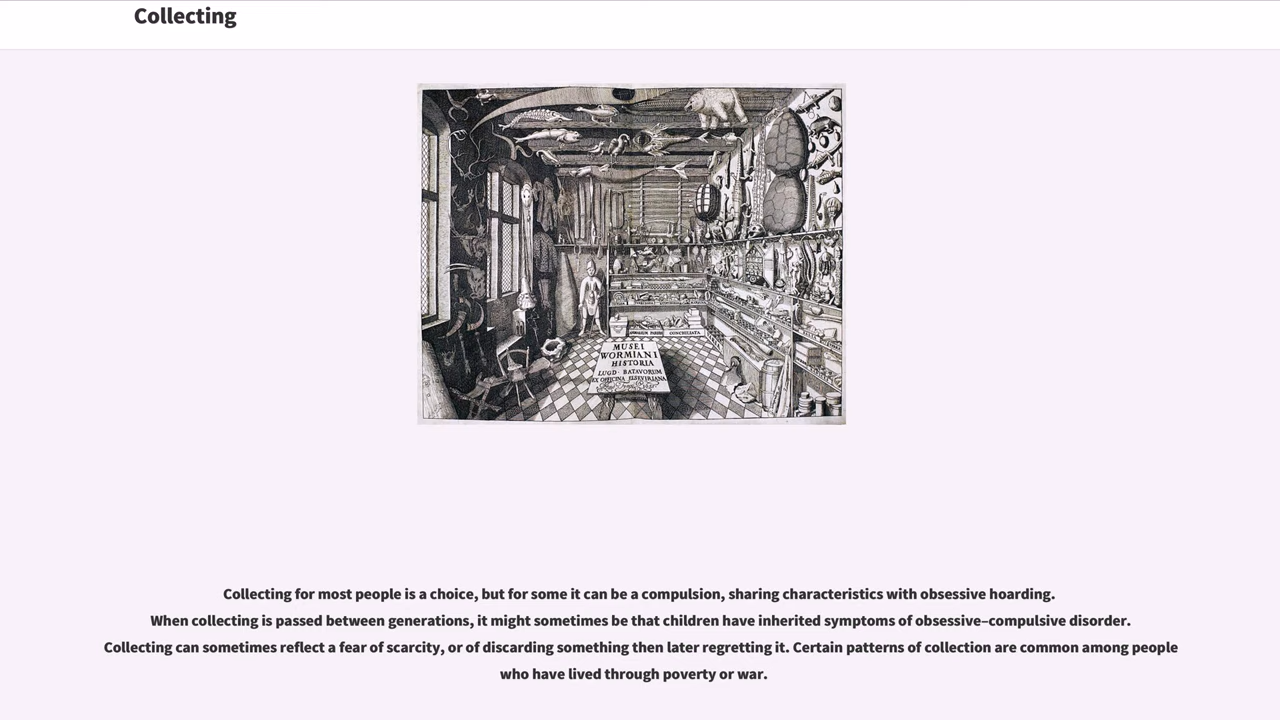 Collecting
MUSEI
WORMIANI
HISTORIA
LUGD. BATAVORUM
EX OFFICINA ELSEVIRIANA
CONCHILIATA
Collecting for most people is a choice, but for some it can be a compulsion, sharing characteristics with obsessive hoarding.
When collecting is passed between generations, it might sometimes be that children have inherited symptoms of obsessive–compulsive disorder.
Collecting can sometimes reflect a fear of scarcity, or of discarding something then later regretting it. Certain patterns of collection are common among people
who have lived through poverty or war.